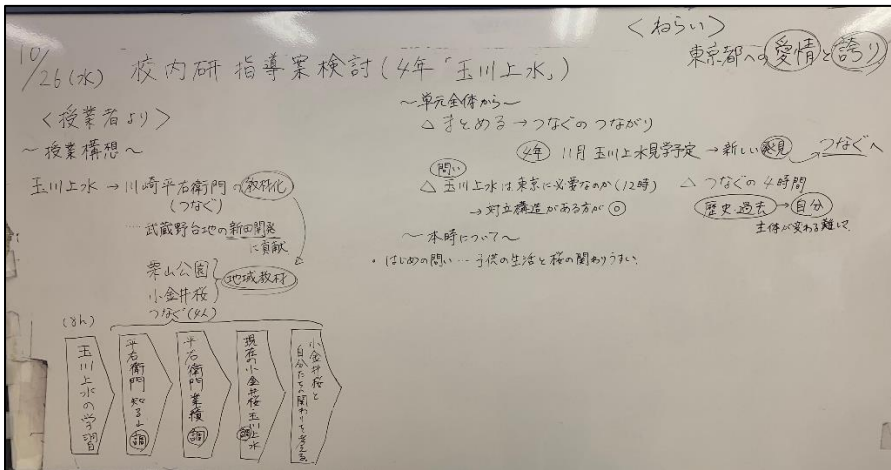 10/26(水) 校内研 指導案検討(4年「玉川上水」)
<ねらい>
東京都への愛情と誇り
<授業者より>
~授業構想~
玉川上水→川崎平右衛門の教材化
(つなぐ)
…武蔵野台地の新田開発
に貢献
栗山公園
小金井桜
地域教材
つなぐ(4h)
(8h)
玉川上水の学習
平右衛門 知る↓ 調
平右衛門 業績 調
現在の小金井桜・玉川上水 調
小金井桜と
自分たちの関わりを考える。
~単元全体から~
△ まとめる→つなぐのつながり
4年 11月 玉川上水見学予定→新しい発見→つなぐへ
問い
△ 玉川上水は東京に必要なのか(12時)
→対立構造がある方が◎
△ つなぐの4時間
歴史・過去→自分
主体が変わる難しさ
~本時について~
・はじめの問い…子供の生活と桜の関わりうすい。